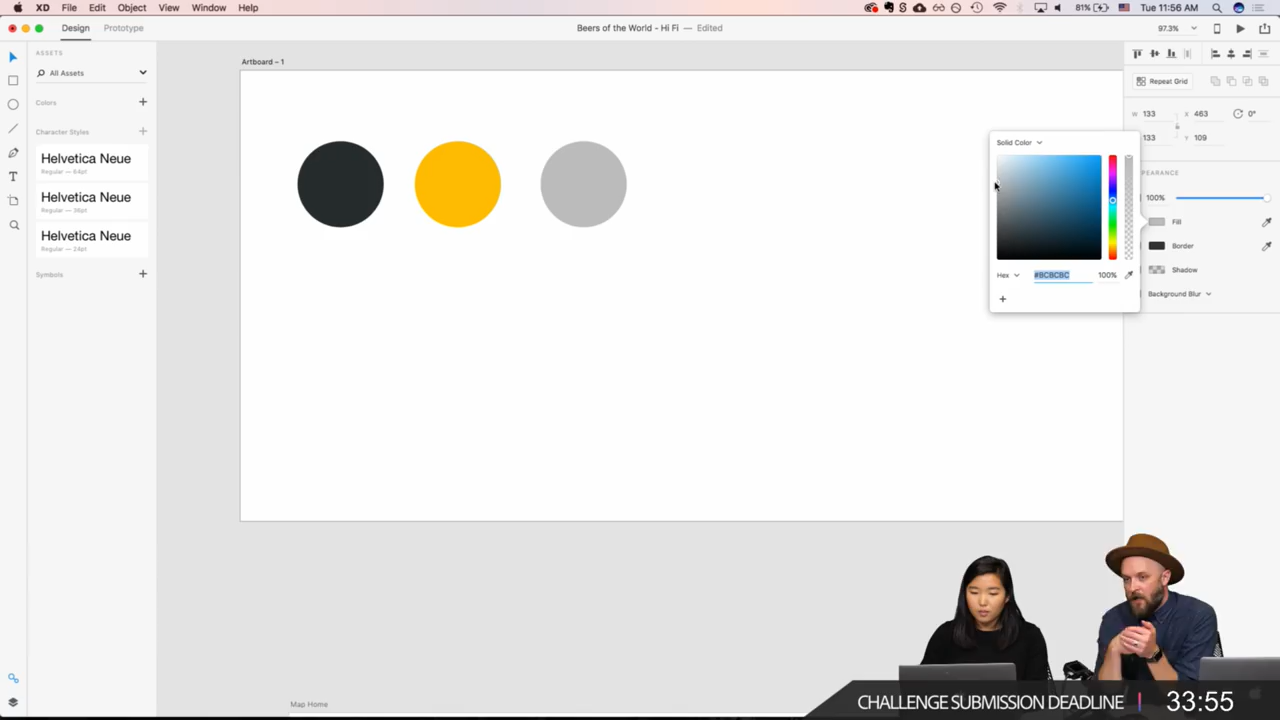 XD File Edit Object View Window Help
81% Tue 11:56 AM
Design Prototype
Beers of the World - Hi Fi — Edited
97.3%
ASSETS
All Assets
Colors
Character Styles
Helvetica Neue
Regular — 64pt
Helvetica Neue
Regular — 36pt
Helvetica Neue
Regular — 24pt
Symbols
Artboard – 1
Repeat Grid
W 133 X 463 0°
133 Y 109
Solid Color
Hex #BCBCBC 100%
PEARANCE
100%
Fill
Border
Shadow
Background Blur
Map Home
CHALLENGE SUBMISSION DEADLINE | 33:55